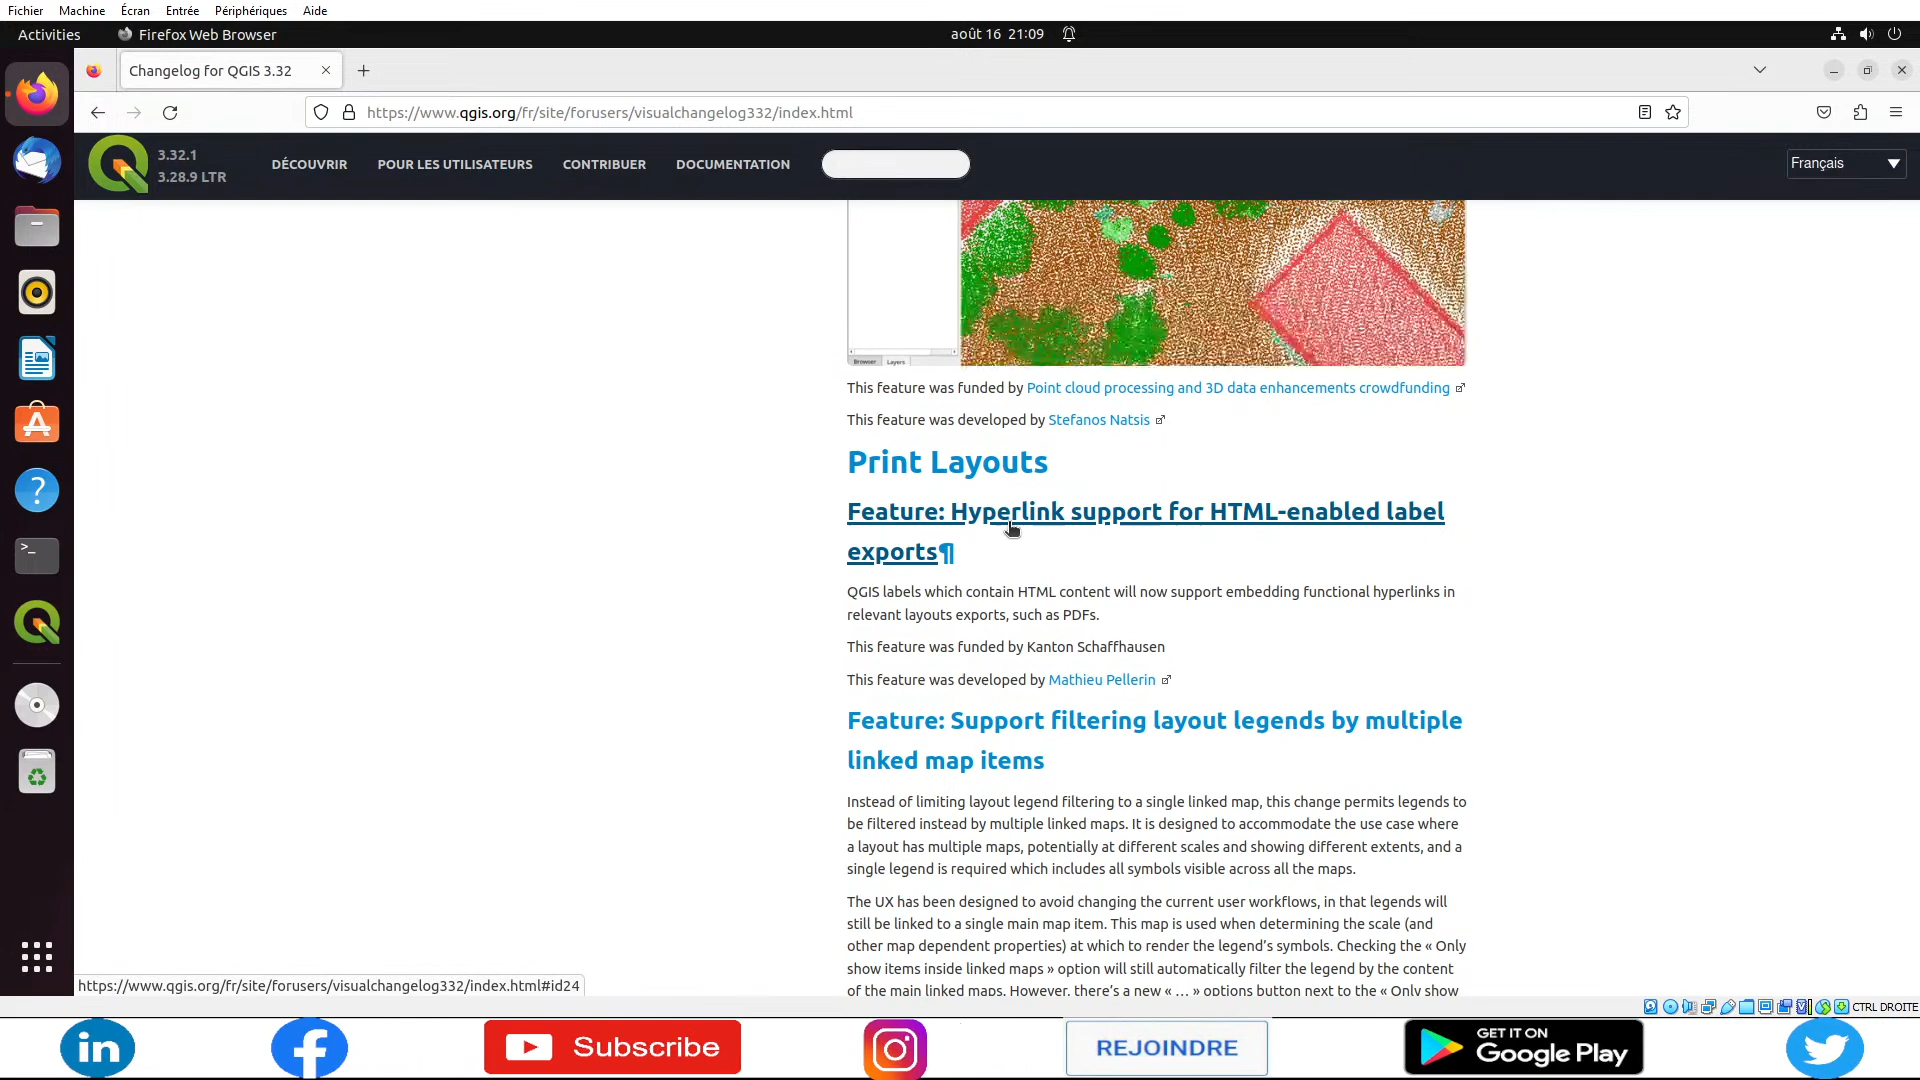 Fichier Machine Écran Entrée Périphériques Aide
Activities Firefox Web Browser août 16 21:09
Changelog for QGIS 3.32
https://www.qgis.org/fr/site/forusers/visualchangelog332/index.html
3.32.1
3.28.9 LTR
DÉCOUVRIR POUR LES UTILISATEURS CONTRIBUER DOCUMENTATION Français
Browser Layers
This feature was funded by Point cloud processing and 3D data enhancements crowdfunding
This feature was developed by Stefanos Natsis
Print Layouts
Feature: Hyperlink support for HTML-enabled label
exports¶
QGIS labels which contain HTML content will now support embedding functional hyperlinks in
relevant layouts exports, such as PDFs.
This feature was funded by Kanton Schaffhausen
This feature was developed by Mathieu Pellerin
Feature: Support filtering layout legends by multiple
linked map items
Instead of limiting layout legend filtering to a single linked map, this change permits legends to
be filtered instead by multiple linked maps. It is designed to accommodate the use case where
a layout has multiple maps, potentially at different scales and showing different extents, and a
single legend is required which includes all symbols visible across all the maps.
The UX has been designed to avoid changing the current user workflows, in that legends will
still be linked to a single main map item. This map is used when determining the scale (and
other map dependent properties) at which to render the legend's symbols. Checking the « Only
show items inside linked maps » option will still automatically filter the legend by the content
of the main linked maps. However, there's a new « … » options button next to the « Only show
https://www.qgis.org/fr/site/forusers/visualchangelog332/index.html#id24
CTRL DROITE
in f Subscribe REJOINDRE GET IT ON
Google Play